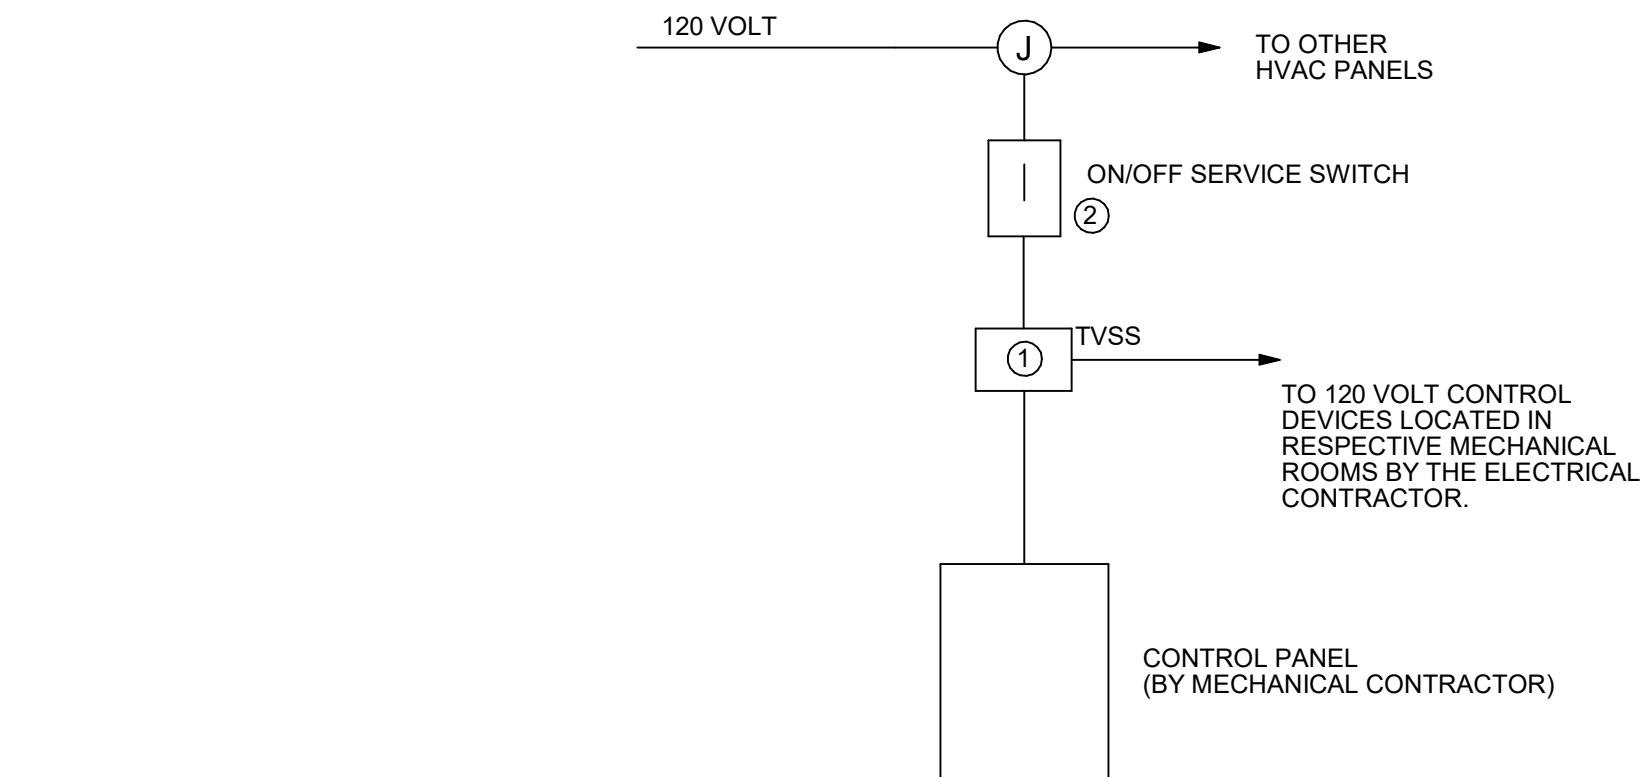 120 VOLT
J
TO OTHER
HVAC PANELS
ON/OFF SERVICE SWITCH
2
TVSS
1
TO 120 VOLT CONTROL
DEVICES LOCATED IN
RESPECTIVE MECHANICAL
ROOMS BY THE ELECTRICAL
CONTRACTOR.
CONTROL PANEL
(BY MECHANICAL CONTRACTOR)